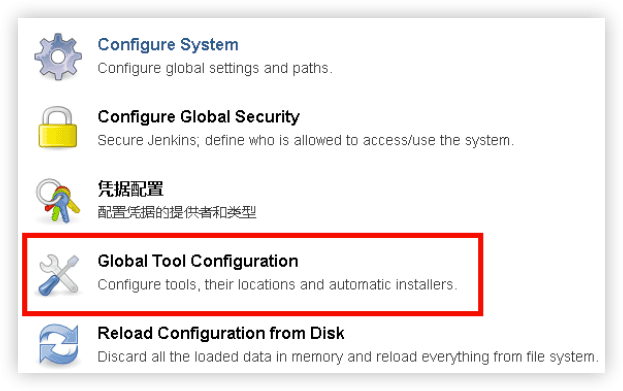 Configure System
Configure global settings and paths.
Configure Global Security
Secure Jenkins; define who is allowed to access/use the system.
凭据配置
配置凭据的提供者和类型
Global Tool Configuration
Configure tools, their locations and automatic installers.
Reload Configuration from Disk
Discard all the loaded data in memory and reload everything from file system.